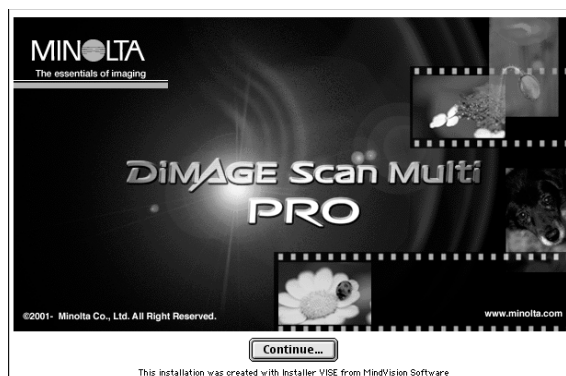 MINOLTA
The essentials of imaging
DiMAGE Scan Multi
PRO
©2001- Minolta Co., Ltd. All Right Reserved.
www.minolta.com
Continue...
This installation was created with Installer VISE from MindVision Software